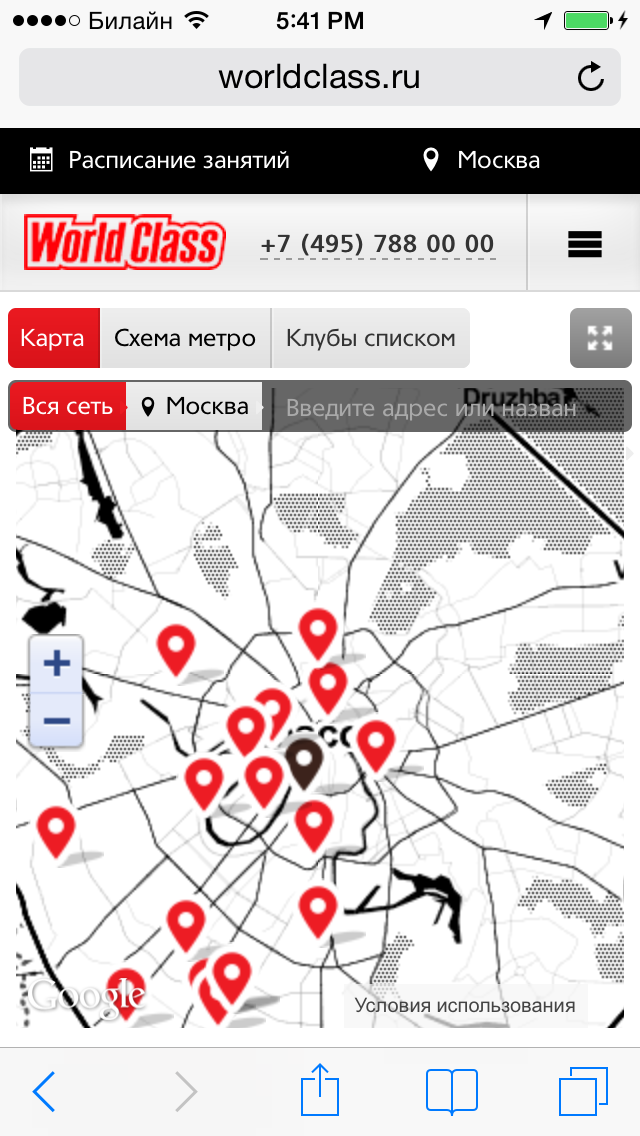 Билайн 5:41 PM
worldclass.ru
Расписание занятий Москва
World Class +7 (495) 788 00 00
Карта Схема метро Клубы списком
Druzhba
Вся сеть Москва Введите адрес или назван
Google
Условия использования